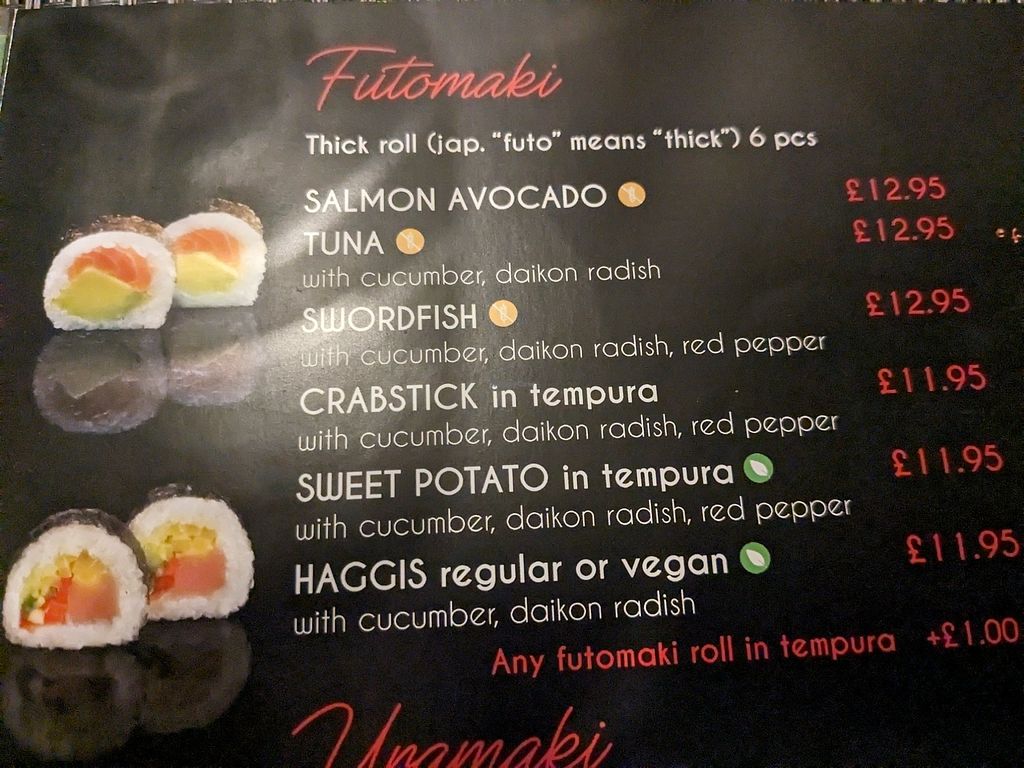 Futomaki
Thick roll (jap. "futo" means "thick") 6 pcs
SALMON AVOCADO £12.95
TUNA £12.95
with cucumber, daikon radish
SWORDFISH £12.95
with cucumber, daikon radish, red pepper
CRABSTICK in tempura £11.95
with cucumber, daikon radish, red pepper
SWEET POTATO in tempura £11.95
with cucumber, daikon radish, red pepper
HAGGIS regular or vegan £11.95
with cucumber, daikon radish
Any futomaki roll in tempura +£1.00
Uramaki